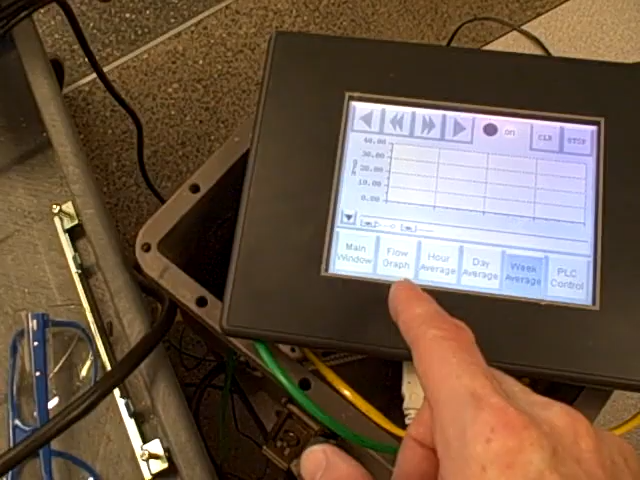 on CLR STOP
40.00
30.00
20.00
10.00
0.00
Main Window
Flow Graph
Hour Average
Day Average
Week Average
PLC Control